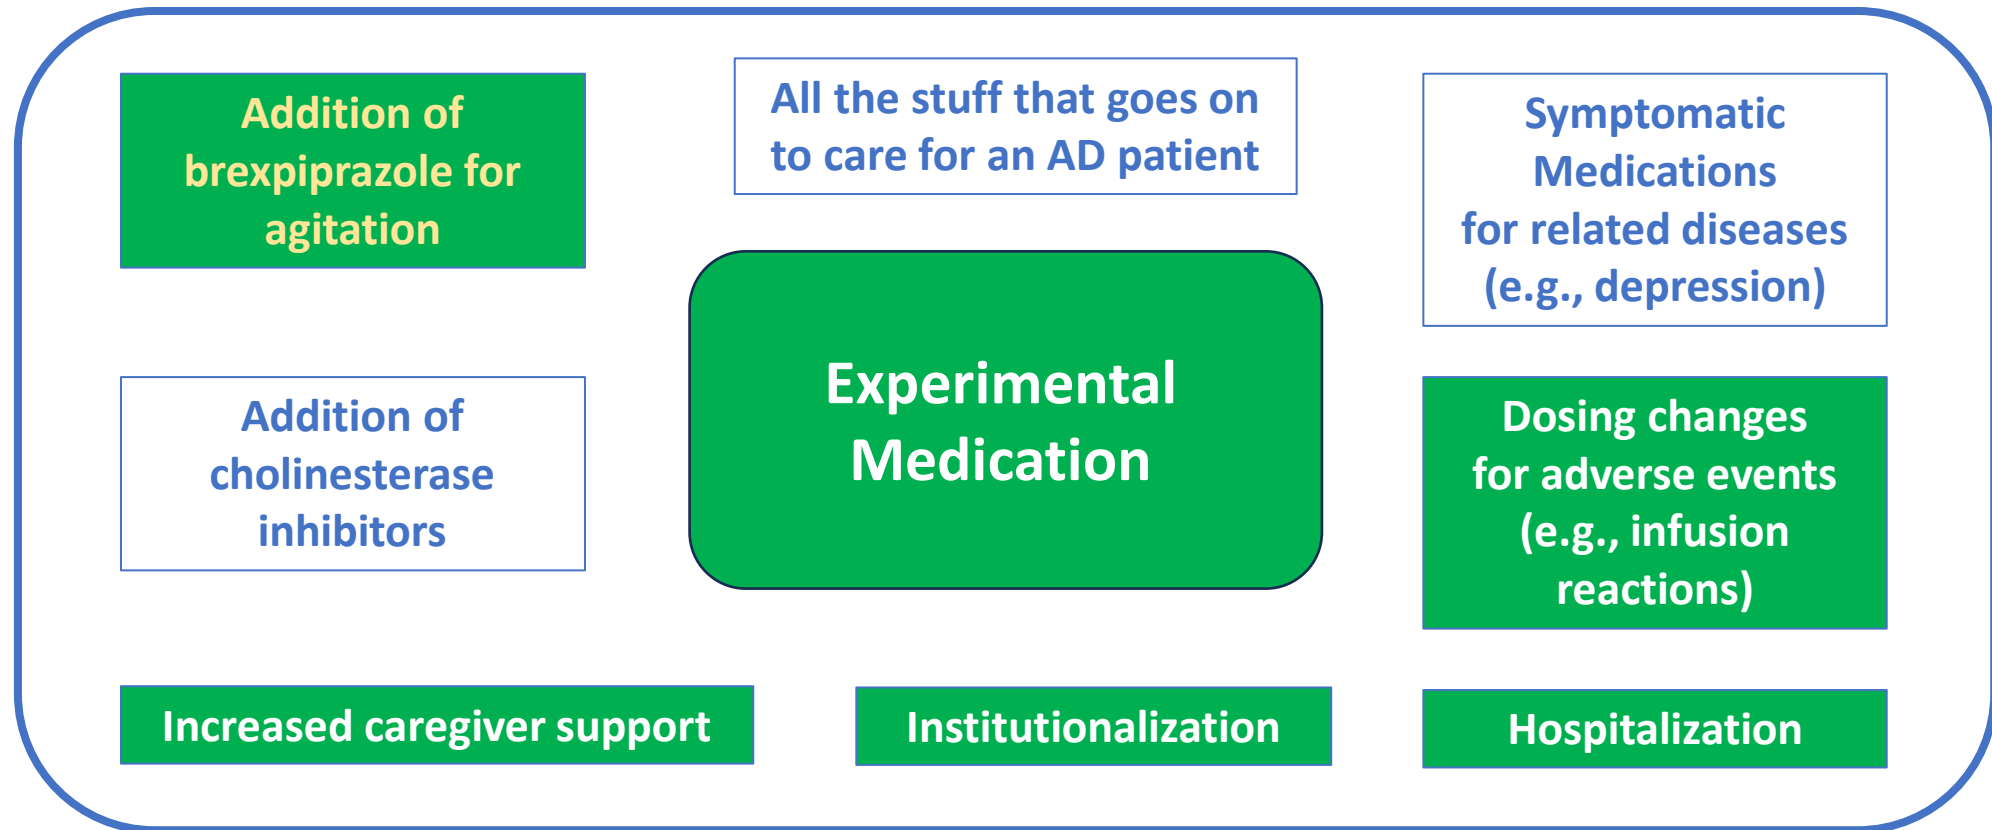 Addition of
brexpiprazole for
agitation
All the stuff that goes on
to care for an AD patient
Symptomatic
Medications
for related diseases
(e.g., depression)
Experimental
Medication
Addition of
cholinesterase
inhibitors
Dosing changes
for adverse events
(e.g., infusion
reactions)
Increased caregiver support
Institutionalization
Hospitalization